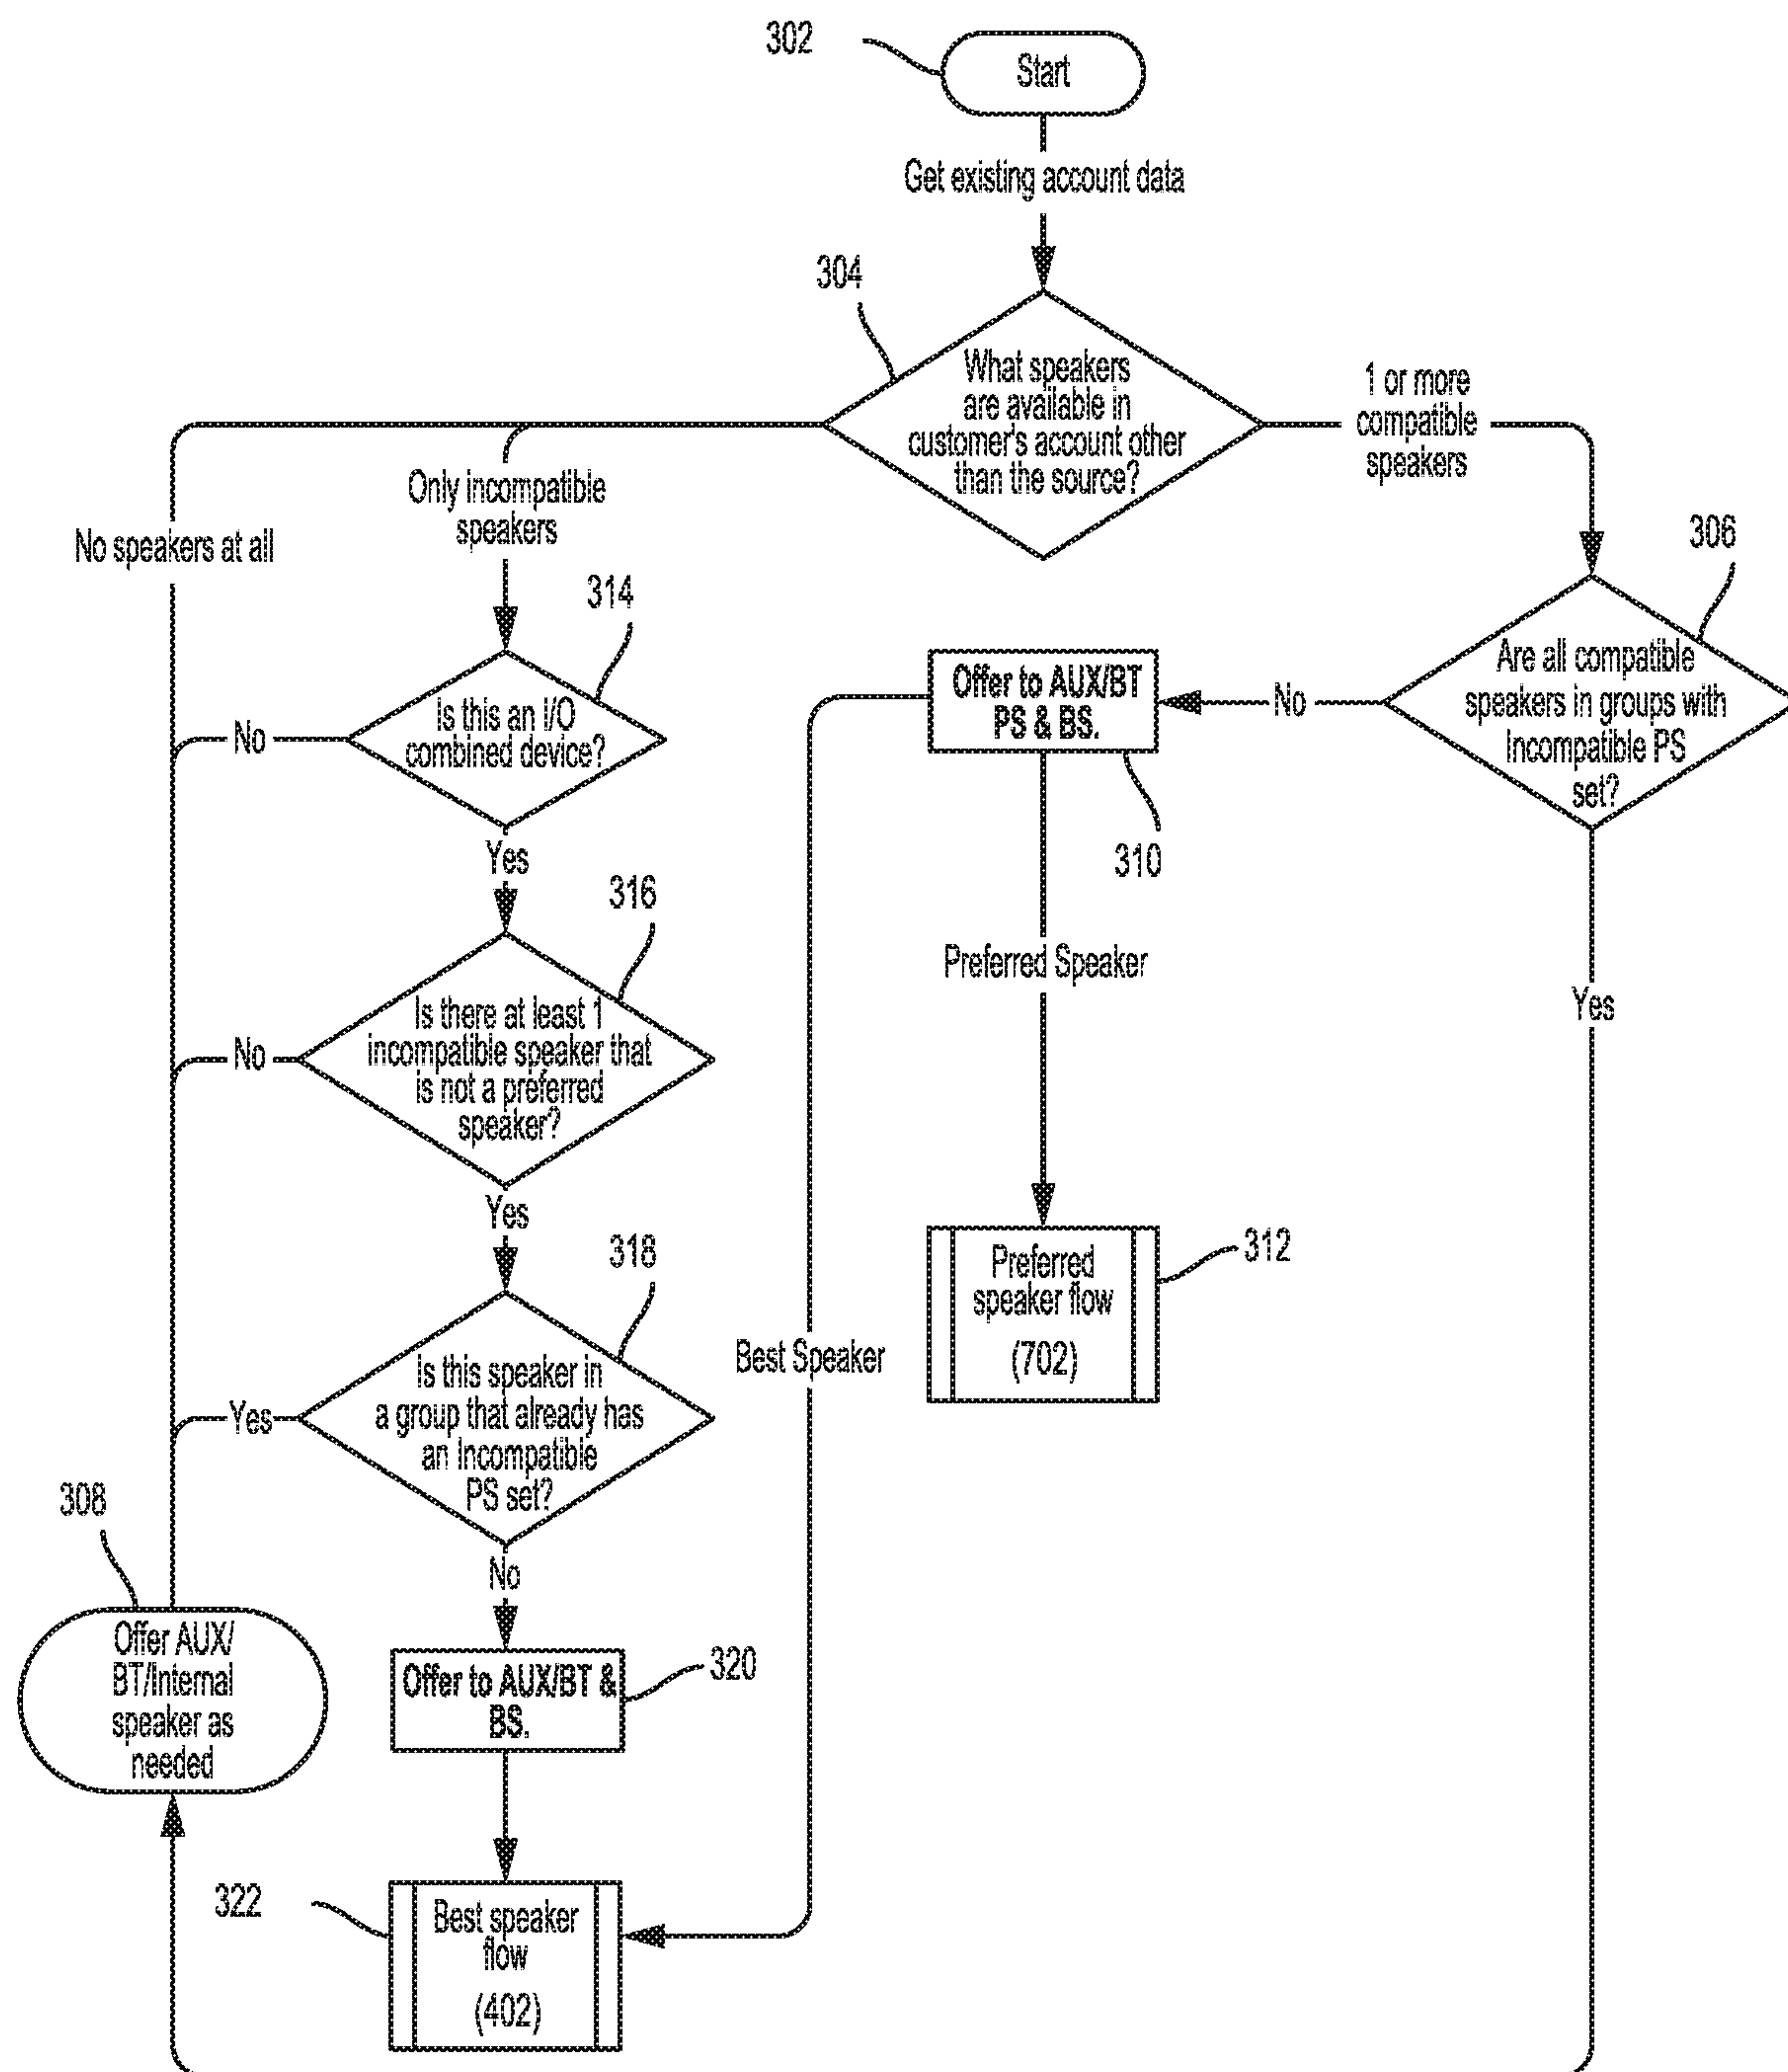 302
Start
Get existing account data
304
What speakers
are available in
customer's account other
than the source?
1 or more
compatible
speakers
Only incompatible
speakers
No speakers at all
306
Are all compatible
speakers in groups with
Incompatible PS
set?
314
Is this an I/O
combined device?
No
Offer to AUX/BT
PS & BS.
No
310
Yes
316
Is there at least 1
incompatible speaker that
is not a preferred
speaker?
No
Preferred Speaker
Yes
Yes
318
Is this speaker in
a group that already has
an Incompatible
PS set?
Yes
Preferred
speaker flow
(702)
312
Best Speaker
308
Offer AUX/
BT/Internal
speaker as
needed
No
Offer to AUX/BT &
BS.
320
322
Best speaker
flow
(402)